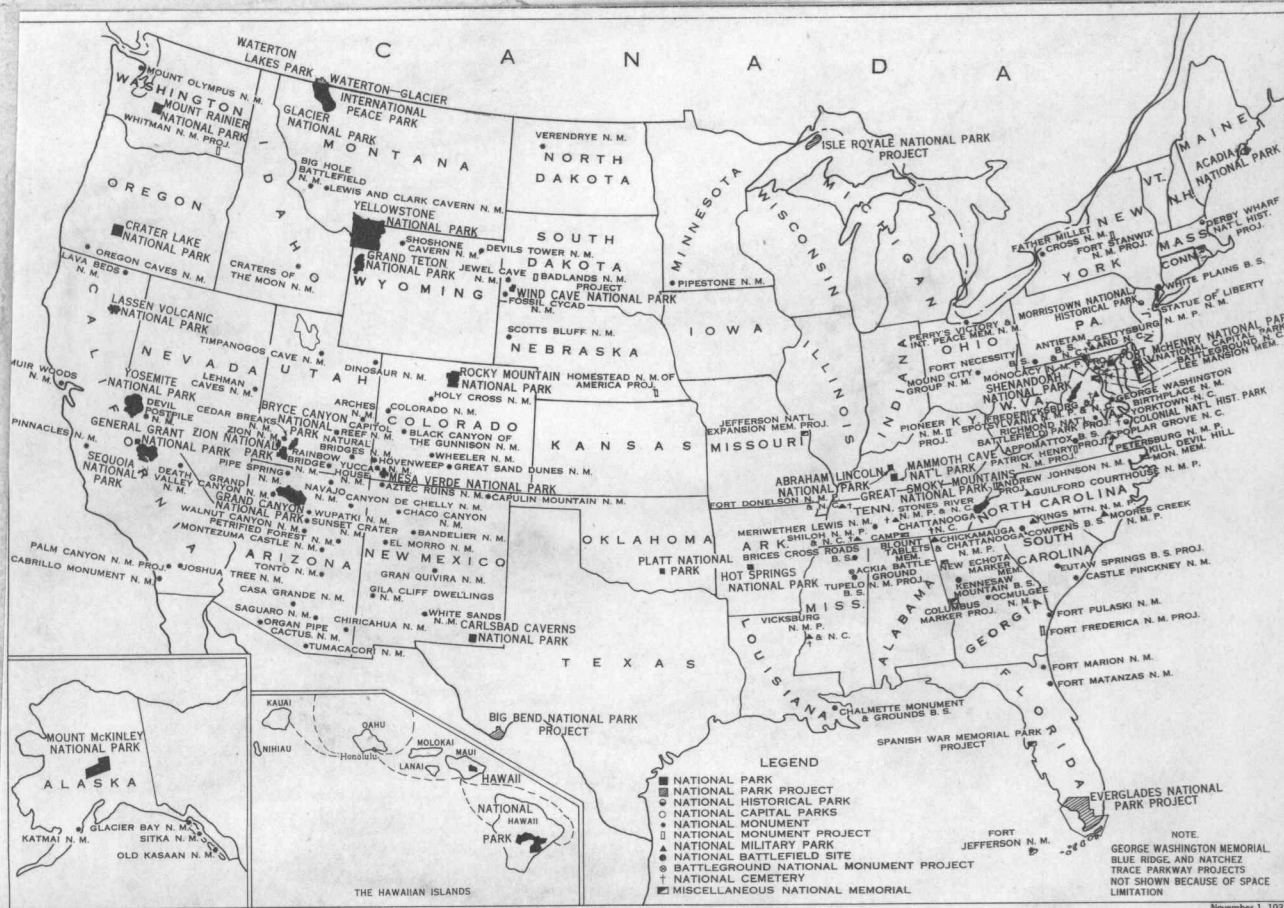 C A N A D A
WATERTON
LAKES PARK
WATERTON—GLACIER
INTERNATIONAL
PEACE PARK
GLACIER
NATIONAL PARK
MOUNT OLYMPUS N. M.
WASHINGTON
MOUNT RAINIER
NATIONAL PARK
WHITMAN N. M. PROJ.
MONTANA
BIG HOLE
BATTLEFIELD
N. M.
LEWIS AND CLARK CAVERN N. M.
IDAHO
OREGON
CRATER LAKE
NATIONAL PARK
OREGON CAVES N. M.
LAVA BEDS
N. M.
CRATERS OF
THE MOON N. M.
YELLOWSTONE
NATIONAL PARK
SHOSHONE
CAVERN N. M.
DEVILS TOWER N. M.
GRAND TETON
NATIONAL PARK
WYOMING
VERENDRYE N. M.
NORTH
DAKOTA
SOUTH
DAKOTA
JEWEL CAVE
BADLANDS N. M.
PROJECT
WIND CAVE NATIONAL PARK
FOSSIL CYCAD
N. M.
SCOTTS BLUFF N. M.
NEBRASKA
HOMESTEAD N. M. OF
AMERICA PROJ.
MINNESOTA
PIPESTONE N. M.
IOWA
WISCONSIN
ISLE ROYALE NATIONAL PARK
PROJECT
MICHIGAN
ILLINOIS
INDIANA
OHIO
PERRY'S VICTORY &
INT. PEACE MEM. N. M.
MOUND CITY
GROUP N. M.
FORT NECESSITY
B. S.
MAINE
ACADIA
NATIONAL PARK
VT.
N.H.
MASS
CONN
NEW
YORK
FATHER MILLET
CROSS N. M.
FORT STANWIX
N. M. PROJ.
DERBY WHARF
NAT'L HIST.
PROJ.
WHITE PLAINS B. S.
STATUE OF LIBERTY
N. M.
MORRISTOWN NATIONAL
HISTORICAL PARK
PA.
ANTIETAM
B. S.
AND N. C.
GETTYSBURG
N. M. P.
N. C.
MONOCACY N. M. P.
FORT McHENRY NATIONAL PARK
NATIONAL CAPITAL PARKS
BATTLEGROUND N. C.
LEE MANSION MEM.
SHENANDOAH
N. PARK
W. VA.
GEORGE WASHINGTON
BIRTHPLACE N. M.
FREDERICKSBURG &
SPOTSYLVANIA CO.
RICHMOND NAT'L
BATTLEFIELD PARK PROJ.
YORKTOWN N. C.
COLONIAL NAT'L HIST. PARK
POPLAR GROVE N. C.
APPOMATTOX B. S.
PETERSBURG N. M. P.
PATRICK HENRY
N. M. PROJ.
KILL DEVIL HILL
MON. MEM.
PIONEER
N. M.
PROJ.
KY.
LASSEN VOLCANIC
NATIONAL PARK
CALIFORNIA
NEVADA
UTAH
TIMPANOGOS CAVE N. M.
LEHMAN
CAVES N. M.
DINOSAUR N. M.
MUIR WOODS
N. M.
YOSEMITE
NATIONAL PARK
DEVIL
POSTPILE
N. M.
GENERAL GRANT
NATIONAL PARK
PINNACLES N. M.
SEQUOIA
NATIONAL
PARK
DEATH
VALLEY N. M.
CEDAR BREAKS
N. M.
ZION N. M.
ZION NATIONAL
PARK
BRYCE CANYON
NATIONAL
PARK
ARCHES
N. M.
CAPITOL
REEF N. M.
NATURAL
BRIDGES N. M.
RAINBOW
BRIDGE
N. M.
PIPE SPRING
N. M.
YUCCA
HOUSE
N. M.
HOVENWEEP
N. M.
ROCKY MOUNTAIN
NATIONAL PARK
HOLY CROSS N. M.
COLORADO N. M.
COLORADO
BLACK CANYON OF
THE GUNNISON N. M.
WHEELER N. M.
GREAT SAND DUNES N. M.
MESA VERDE NATIONAL PARK
AZTEC RUINS N. M.
CAPULIN MOUNTAIN N. M.
GRAND
CANYON N. M.
GRAND CANYON
NATIONAL
PARK
NAVAJO
N. M.
CANYON DE CHELLY N. M.
CHACO CANYON
N. M.
WUPATKI N. M.
WALNUT CANYON N. M.
SUNSET CRATER
N. M.
PETRIFIED FOREST N. M.
MONTEZUMA CASTLE N. M.
BANDELIER N. M.
EL MORRO N. M.
ARIZONA
NEW MEXICO
PALM CANYON N. M. PROJ.
CABRILLO MONUMENT N. M.
JOSHUA
TREE N. M.
TONTO N. M.
CASA GRANDE N. M.
SAGUARO N. M.
ORGAN PIPE
CACTUS N. M.
CHIRICAHUA N. M.
TUMACACORI N. M.
GRAN QUIVIRA N. M.
GILA CLIFF DWELLINGS
N. M.
WHITE SANDS
N. M.
CARLSBAD CAVERNS
NATIONAL PARK
KANSAS
OKLAHOMA
PLATT NATIONAL
PARK
TEXAS
BIG BEND NATIONAL PARK
PROJECT
MISSOURI
JEFFERSON NAT'L
EXPANSION MEM. PROJ.
ARK
HOT SPRINGS
NATIONAL PARK
ABRAHAM LINCOLN
NATIONAL PARK
MAMMOTH CAVE
NAT'L PARK
FORT DONELSON N. M. P.
& N. C.
TENN.
GREAT SMOKY MOUNTAINS
NATIONAL PARK
ANDREW JOHNSON N. M.
PROJ.
STONES RIVER
N. M. P. & N. C.
MERIWETHER LEWIS N. M.
SHILOH N. M. P.
& N. C.
CHATTANOOGA
N. C.
CAMP
BLOUNT
TABLETS
MEM.
BRICES CROSS ROADS
B. S.
ACKIA BATTLE-
GROUND
N. M. PROJ.
TUPELO
B. S.
GUILFORD COURTHOUSE N. M. P.
NORTH CAROLINA
KINGS MTN. N. M. P.
COWPENS B. S.
MOORES CREEK
N. M. P.
CHICKAMAUGA
& CHATTANOOGA
N. M. P.
SOUTH
CAROLINA
NEW ECHOTA
MARKER
MEM.
KENNESAW
MOUNTAIN B. S.
OCMULGEE
N. M.
COLUMBUS
MARKER PROJ.
EUTAW SPRINGS B. S. PROJ.
CASTLE PINCKNEY N. M.
FORT PULASKI N. M.
FORT FREDERICA N. M. PROJ.
FORT MARION N. M.
FORT MATANZAS N. M.
MISS.
ALABAMA
GEORGIA
FLORIDA
LOUISIANA
VICKSBURG
N. M. P.
& N. C.
CHALMETTE MONUMENT
& GROUNDS B. S.
SPANISH WAR MEMORIAL PARK
PROJECT
EVERGLADES NATIONAL
PARK PROJECT
FORT
JEFFERSON N. M.
MOUNT McKINLEY
NATIONAL PARK
ALASKA
KATMAI N. M.
GLACIER BAY N. M.
SITKA N. M.
OLD KASAAN N. M.
KAUAI
NIHIAU
OAHU
Honolulu
MOLOKAI
LANAI
MAUI
HAWAII
NATIONAL
HAWAII
PARK
THE HAWAIIAN ISLANDS
LEGEND
NATIONAL PARK
NATIONAL PARK PROJECT
NATIONAL HISTORICAL PARK
NATIONAL CAPITAL PARKS
NATIONAL MONUMENT
NATIONAL MONUMENT PROJECT
NATIONAL MILITARY PARK
NATIONAL BATTLEFIELD SITE
BATTLEGROUND NATIONAL MONUMENT PROJECT
NATIONAL CEMETERY
MISCELLANEOUS NATIONAL MEMORIAL
NOTE.
GEORGE WASHINGTON MEMORIAL,
BLUE RIDGE, AND NATCHEZ
TRACE PARKWAY PROJECTS
NOT SHOWN BECAUSE OF SPACE
LIMITATION
November 1,